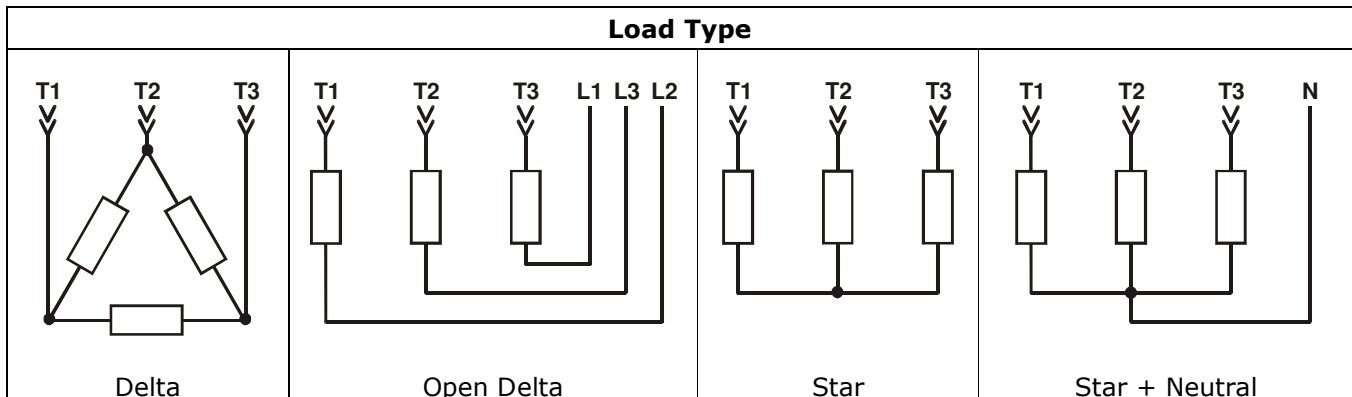 Load Type
T1 T2 T3
T1 T2 T3 L1 L3 L2
T1 T2 T3
T1 T2 T3 N
Delta
Open Delta
Star
Star + Neutral